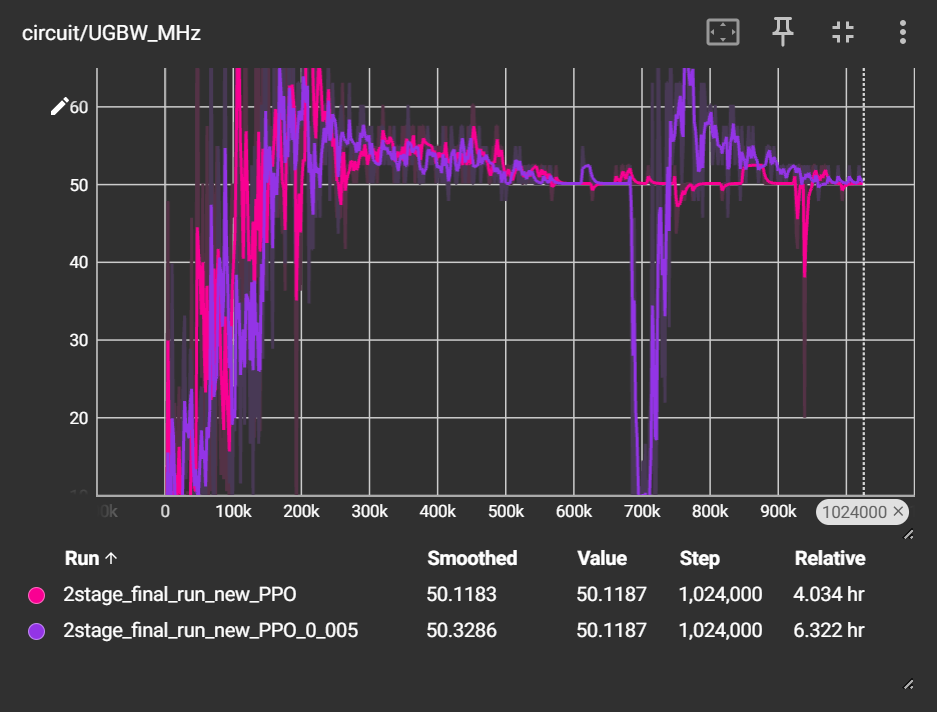 circuit/UGBW_MHz
60
50
40
30
20
10
0k 0 100k 200k 300k 400k 500k 600k 700k 800k 900k 1024000 ×
Run ↑ Smoothed Value Step Relative
2stage_final_run_new_PPO 50.1183 50.1187 1,024,000 4.034 hr
2stage_final_run_new_PPO_0_005 50.3286 50.1187 1,024,000 6.322 hr